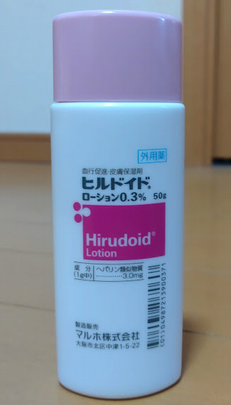 外用薬
血行促進・皮膚保湿剤
ヒルドイド®
ローション0.3% 50g
Hirudoid®
Lotion
成分 ヘパリン類似物質
(1g中) ………3.0mg
製造販売
マルホ株式会社
大阪市北区中津1-5-22
(01)04987213900371